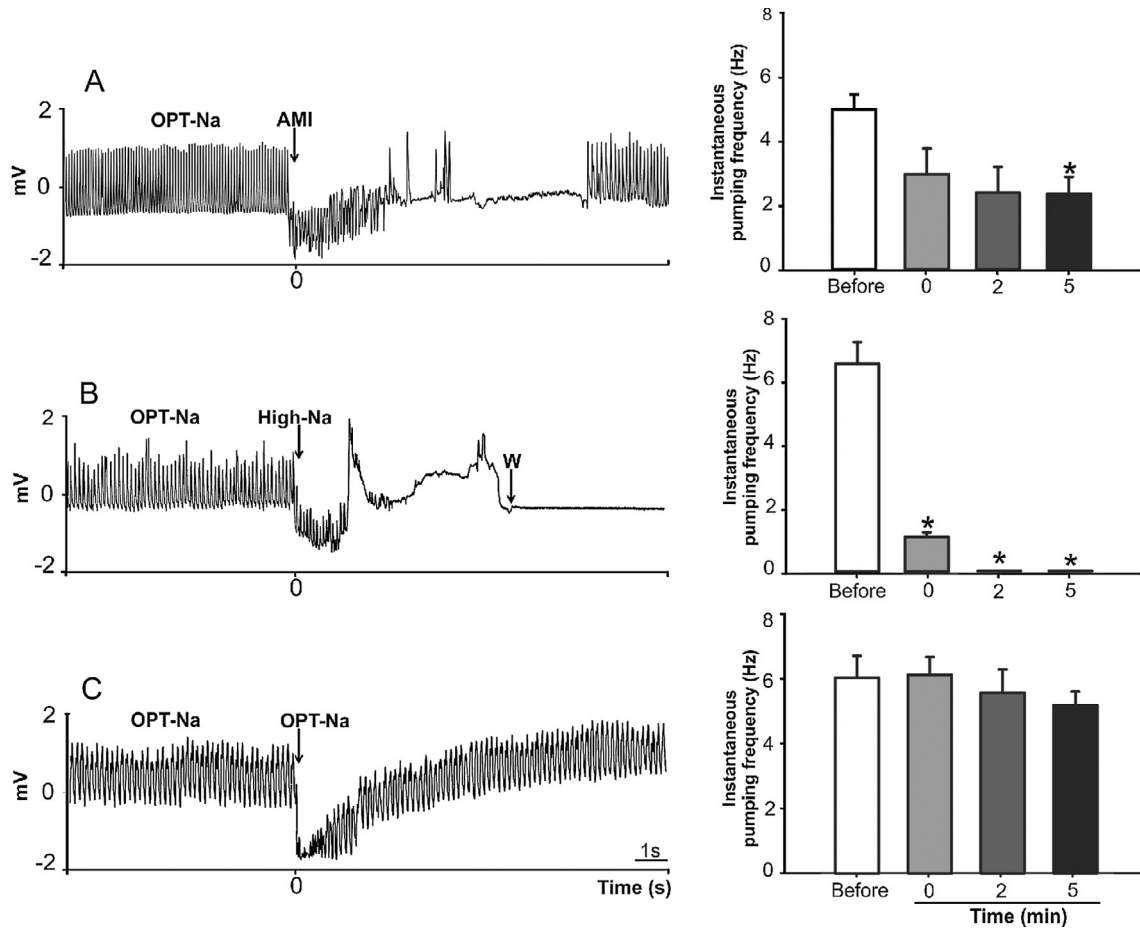 A
2
0
-2
mV
OPT-Na
AMI
0
8
6
4
2
0
Instantaneous
pumping frequency (Hz)
*
Before 0 2 5
B
2
0
-2
mV
OPT-Na
High-Na
W
0
8
6
4
2
0
Instantaneous
pumping frequency (Hz)
* * *
Before 0 2 5
C
2
0
-2
mV
OPT-Na
OPT-Na
1s
0
Time (s)
8
6
4
2
0
Instantaneous
pumping frequency (Hz)
Before 0 2 5
Time (min)